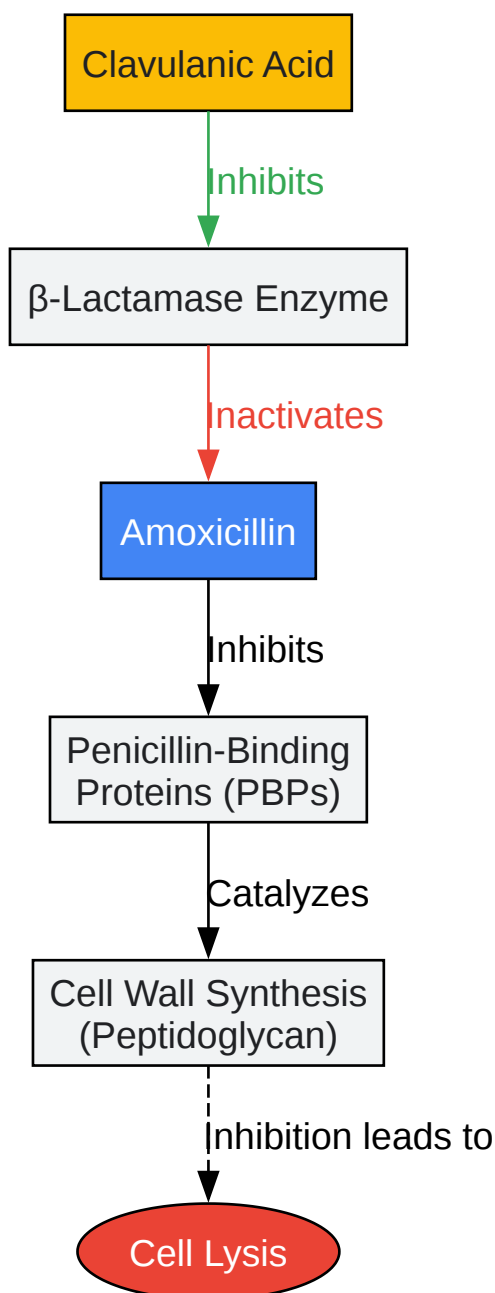 Clavulanic Acid
Inhibits
β-Lactamase Enzyme
Inactivates
Amoxicillin
Inhibits
Penicillin-Binding
Proteins (PBPs)
Catalyzes
Cell Wall Synthesis
(Peptidoglycan)
Inhibition leads to
Cell Lysis